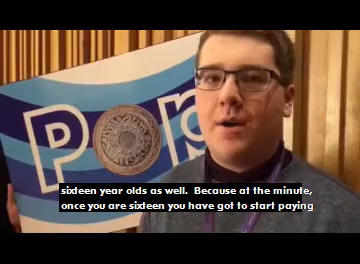 Pop
sixteen year olds as well. Because at the minute,
once you are sixteen you have got to start paying